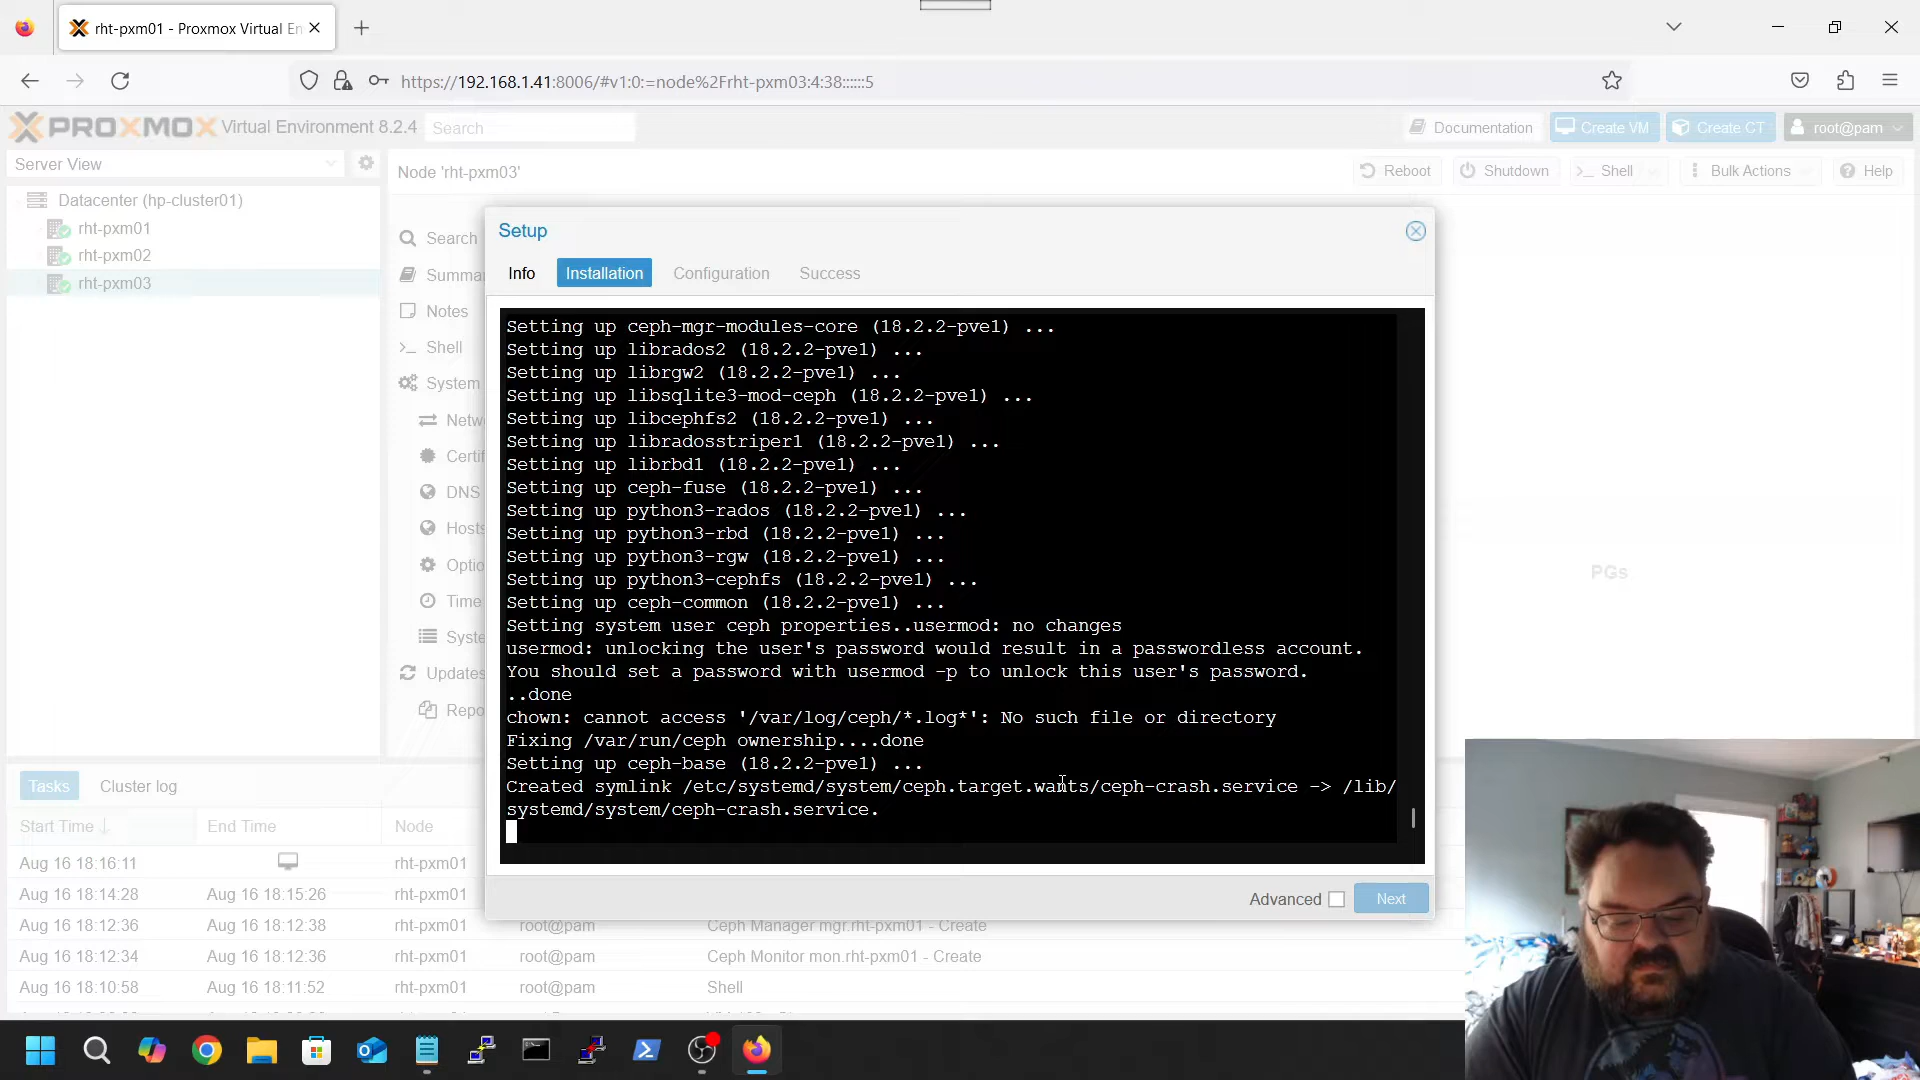 rht-pxm01 - Proxmox Virtual En
https://192.168.1.41:8006/#v1:0:=node%2Frht-pxm03:4:38::::::5
PROXMOX Virtual Environment 8.2.4
Search
Documentation
Create VM
Create CT
root@pam
Server View
Node 'rht-pxm03'
Reboot
Shutdown
Shell
Bulk Actions
Help
Datacenter (hp-cluster01)
rht-pxm01
rht-pxm02
rht-pxm03
Search
Summa
Notes
Shell
System
Netw
Certif
DNS
Hosts
Optio
Time
Syste
Updates
Repo
PGs
Setup
Info
Installation
Configuration
Success
Setting up ceph-mgr-modules-core (18.2.2-pve1) ...
Setting up librados2 (18.2.2-pve1) ...
Setting up librgw2 (18.2.2-pve1) ...
Setting up libsqlite3-mod-ceph (18.2.2-pve1) ...
Setting up libcephfs2 (18.2.2-pve1) ...
Setting up libradosstriper1 (18.2.2-pve1) ...
Setting up librbd1 (18.2.2-pve1) ...
Setting up ceph-fuse (18.2.2-pve1) ...
Setting up python3-rados (18.2.2-pve1) ...
Setting up python3-rbd (18.2.2-pve1) ...
Setting up python3-rgw (18.2.2-pve1) ...
Setting up python3-cephfs (18.2.2-pve1) ...
Setting up ceph-common (18.2.2-pve1) ...
Setting system user ceph properties..usermod: no changes
usermod: unlocking the user's password would result in a passwordless account.
You should set a password with usermod -p to unlock this user's password.
..done
chown: cannot access '/var/log/ceph/*.log*': No such file or directory
Fixing /var/run/ceph ownership....done
Setting up ceph-base (18.2.2-pve1) ...
Created symlink /etc/systemd/system/ceph.target.wants/ceph-crash.service -> /lib/
systemd/system/ceph-crash.service.
Advanced
Next
Tasks
Cluster log
Start Time
End Time
Node
Aug 16 18:16:11 rht-pxm01
Aug 16 18:14:28 Aug 16 18:15:26 rht-pxm01
Aug 16 18:12:36 Aug 16 18:12:38 rht-pxm01 root@pam Ceph Manager mgr.rht-pxm01 - Create
Aug 16 18:12:34 Aug 16 18:12:36 rht-pxm01 root@pam Ceph Monitor mon.rht-pxm01 - Create
Aug 16 18:10:58 Aug 16 18:11:52 rht-pxm01 root@pam Shell